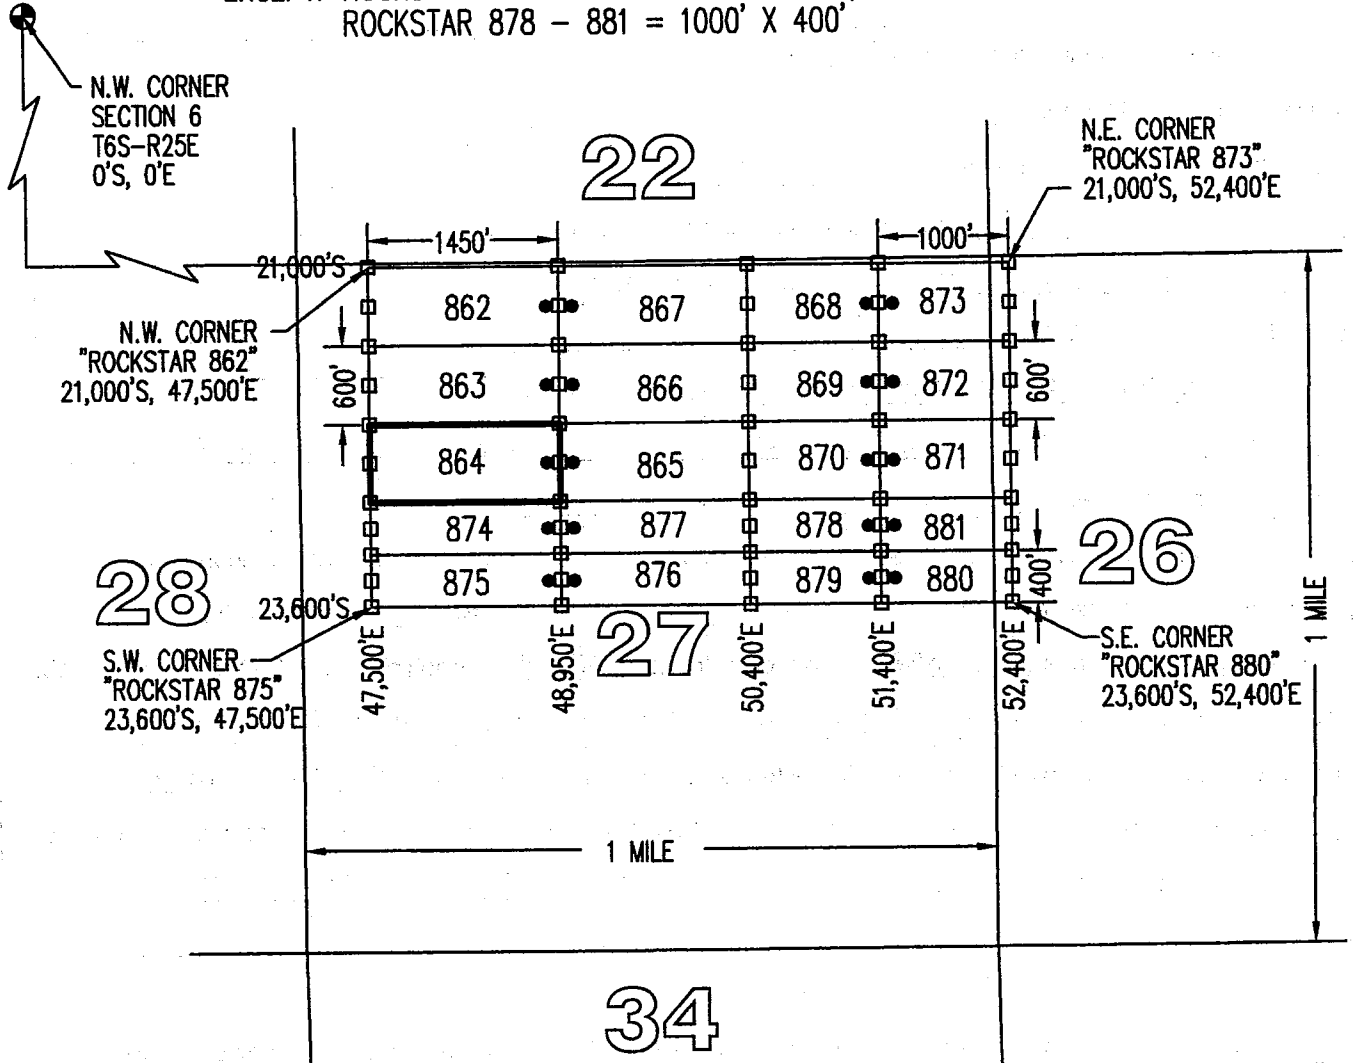 ROCKSTAR 878 - 881 = 1000' X 400'
N.W. CORNER
SECTION 6
T6S-R25E
0'S, 0'E
22
N.E. CORNER
"ROCKSTAR 873"
21,000'S, 52,400'E
1450'
1000'
21,000'S
862
867
868
873
N.W. CORNER
"ROCKSTAR 862"
21,000'S, 47,500'E
600'
863
866
869
872
600'
864
865
870
871
874
877
878
881
28
26
875
876
879
880
400'
1 MILE
23,600'S
27
S.W. CORNER
"ROCKSTAR 875"
23,600'S, 47,500'E
47,500'E
48,950'E
50,400'E
51,400'E
52,400'E
S.E. CORNER
"ROCKSTAR 880"
23,600'S, 52,400'E
1 MILE
34